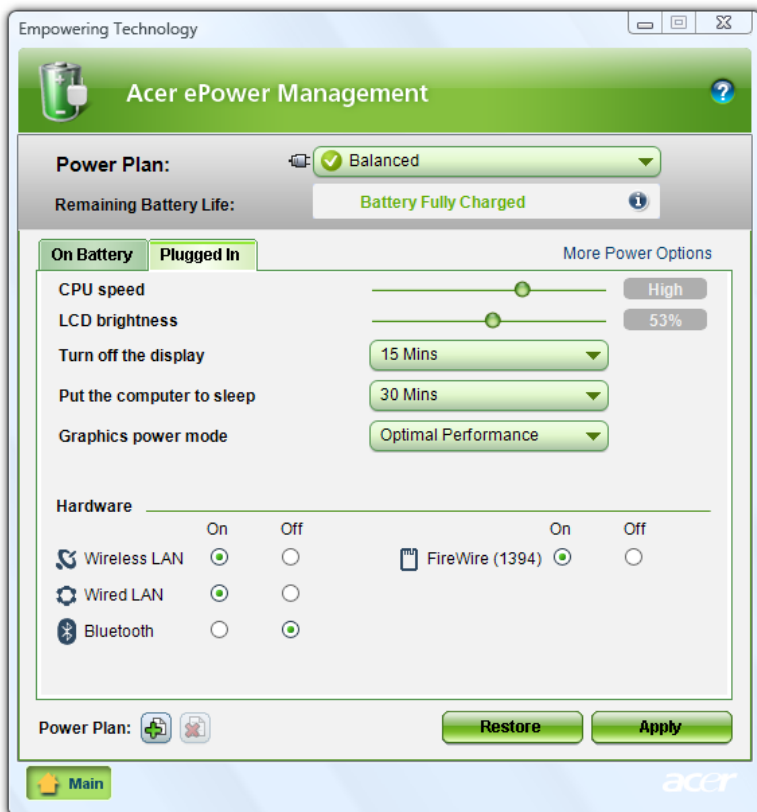 Empowering Technology
Acer ePower Management
Power Plan: Balanced
Remaining Battery Life: Battery Fully Charged
On Battery Plugged In More Power Options
CPU speed High
LCD brightness 53%
Turn off the display 15 Mins
Put the computer to sleep 30 Mins
Graphics power mode Optimal Performance
Hardware
On Off On Off
Wireless LAN FireWire (1394)
Wired LAN
Bluetooth
Power Plan: Restore Apply
Main acer